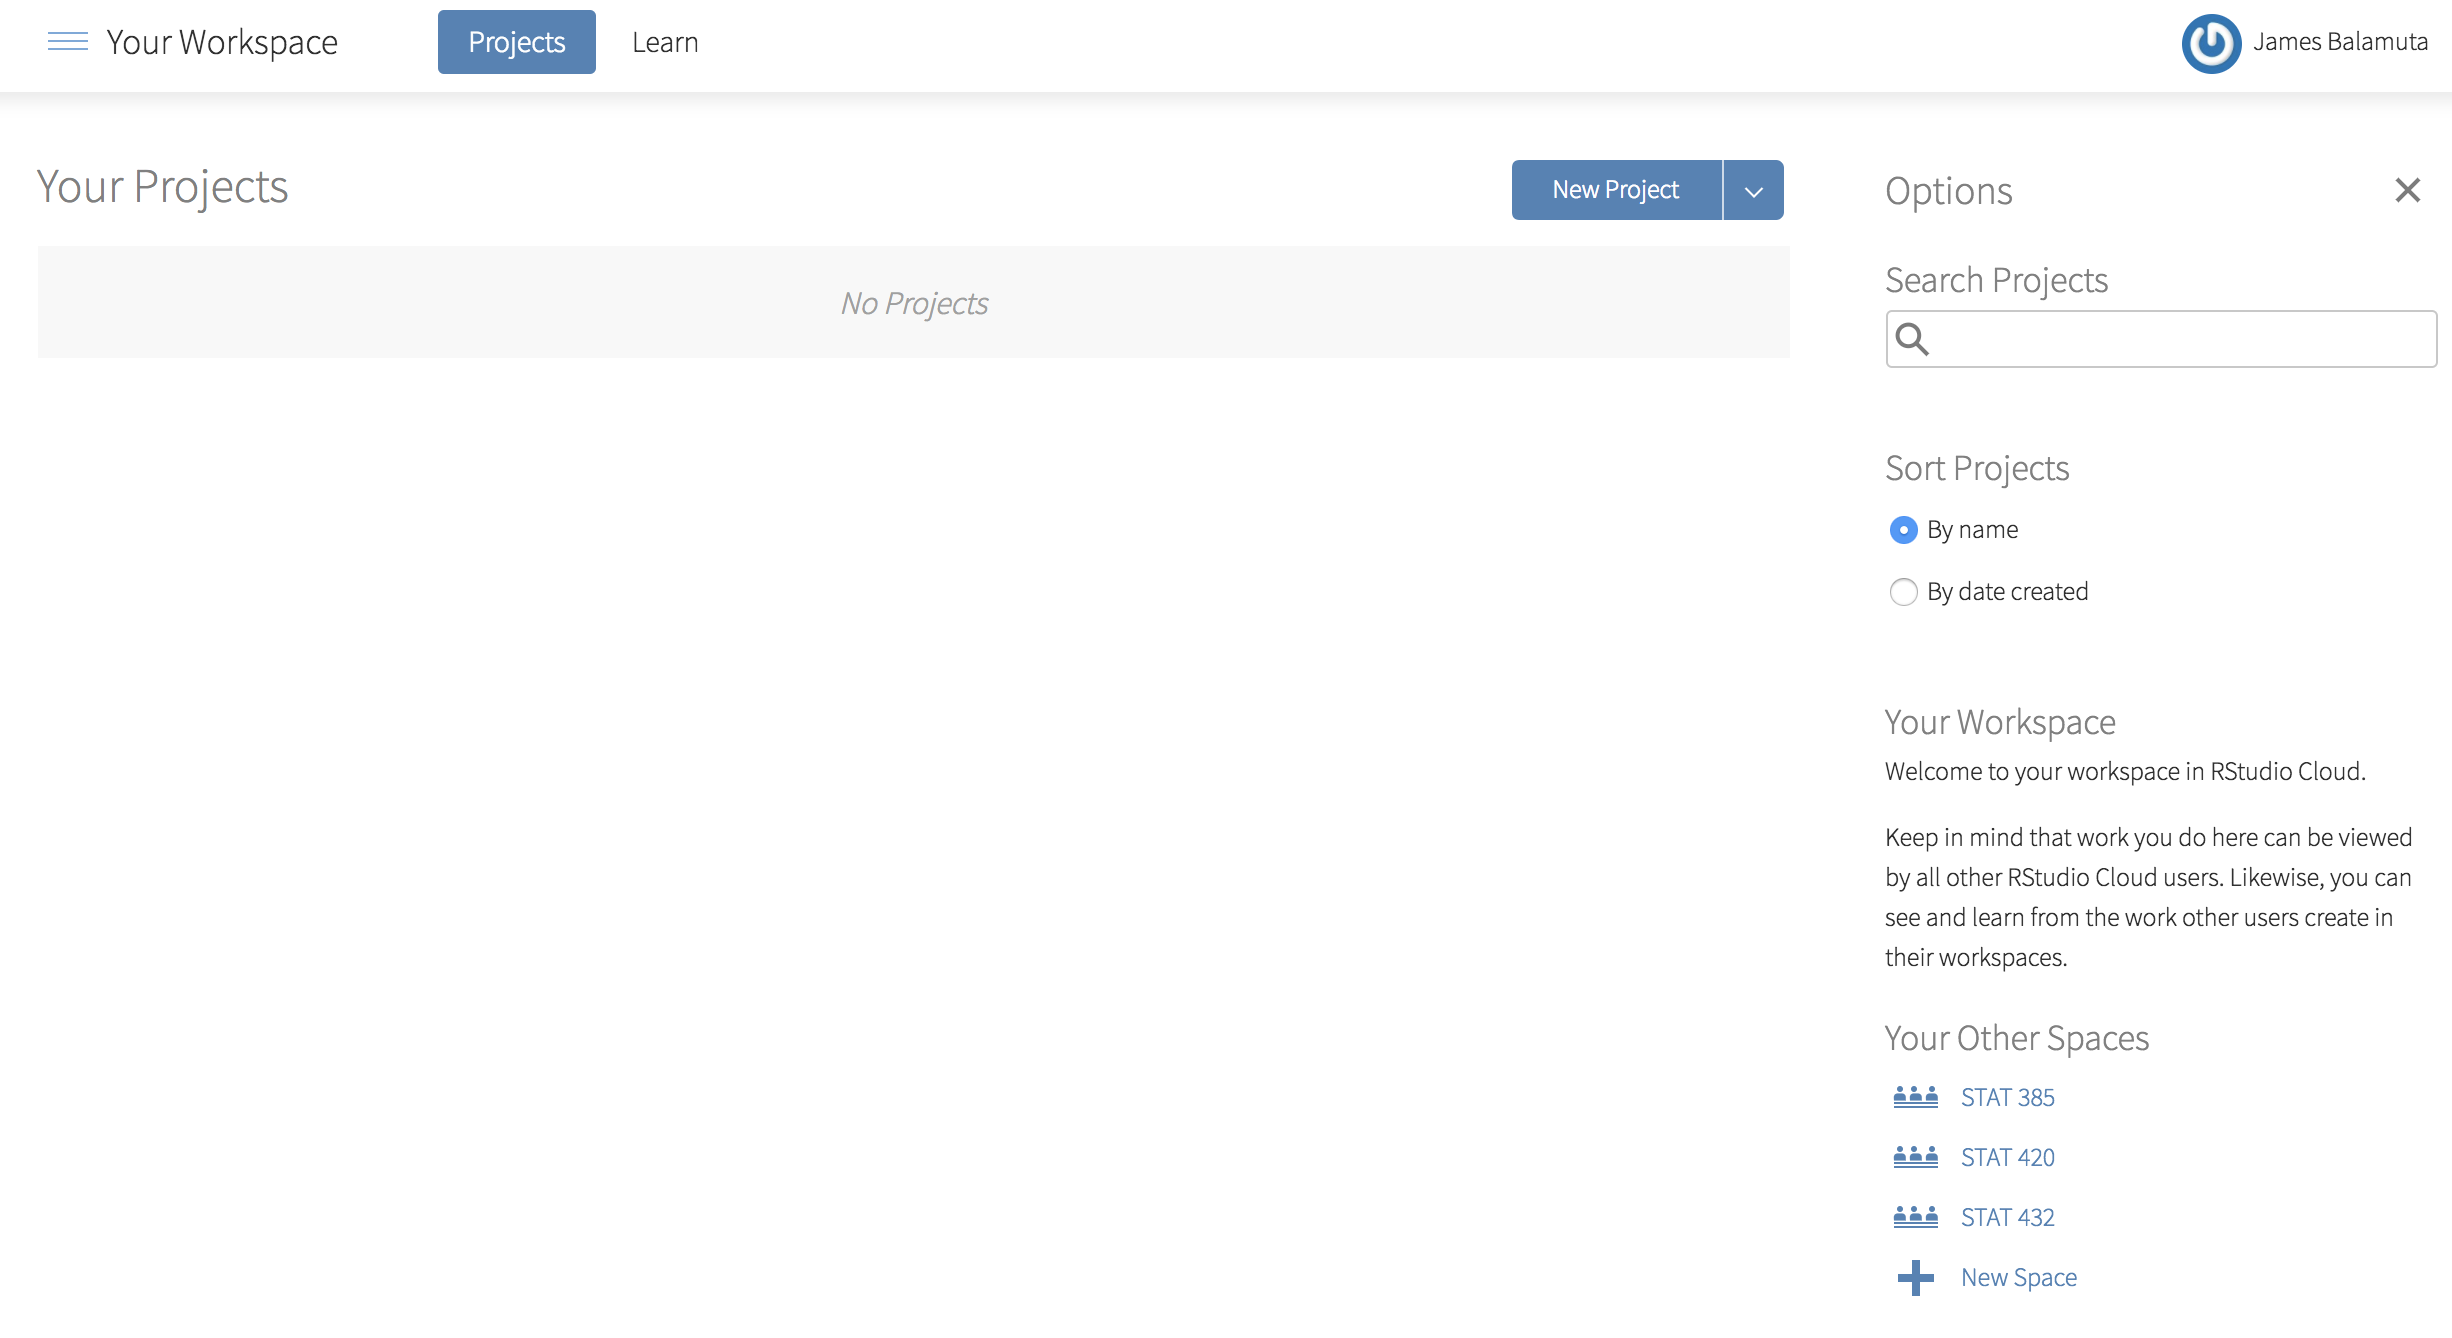 Your Workspace
Projects
Learn
James Balamuta
Your Projects
New Project
No Projects
Options
Search Projects
Sort Projects
By name
By date created
Your Workspace
Welcome to your workspace in RStudio Cloud.
Keep in mind that work you do here can be viewed
by all other RStudio Cloud users. Likewise, you can
see and learn from the work other users create in
their workspaces.
Your Other Spaces
STAT 385
STAT 420
STAT 432
New Space